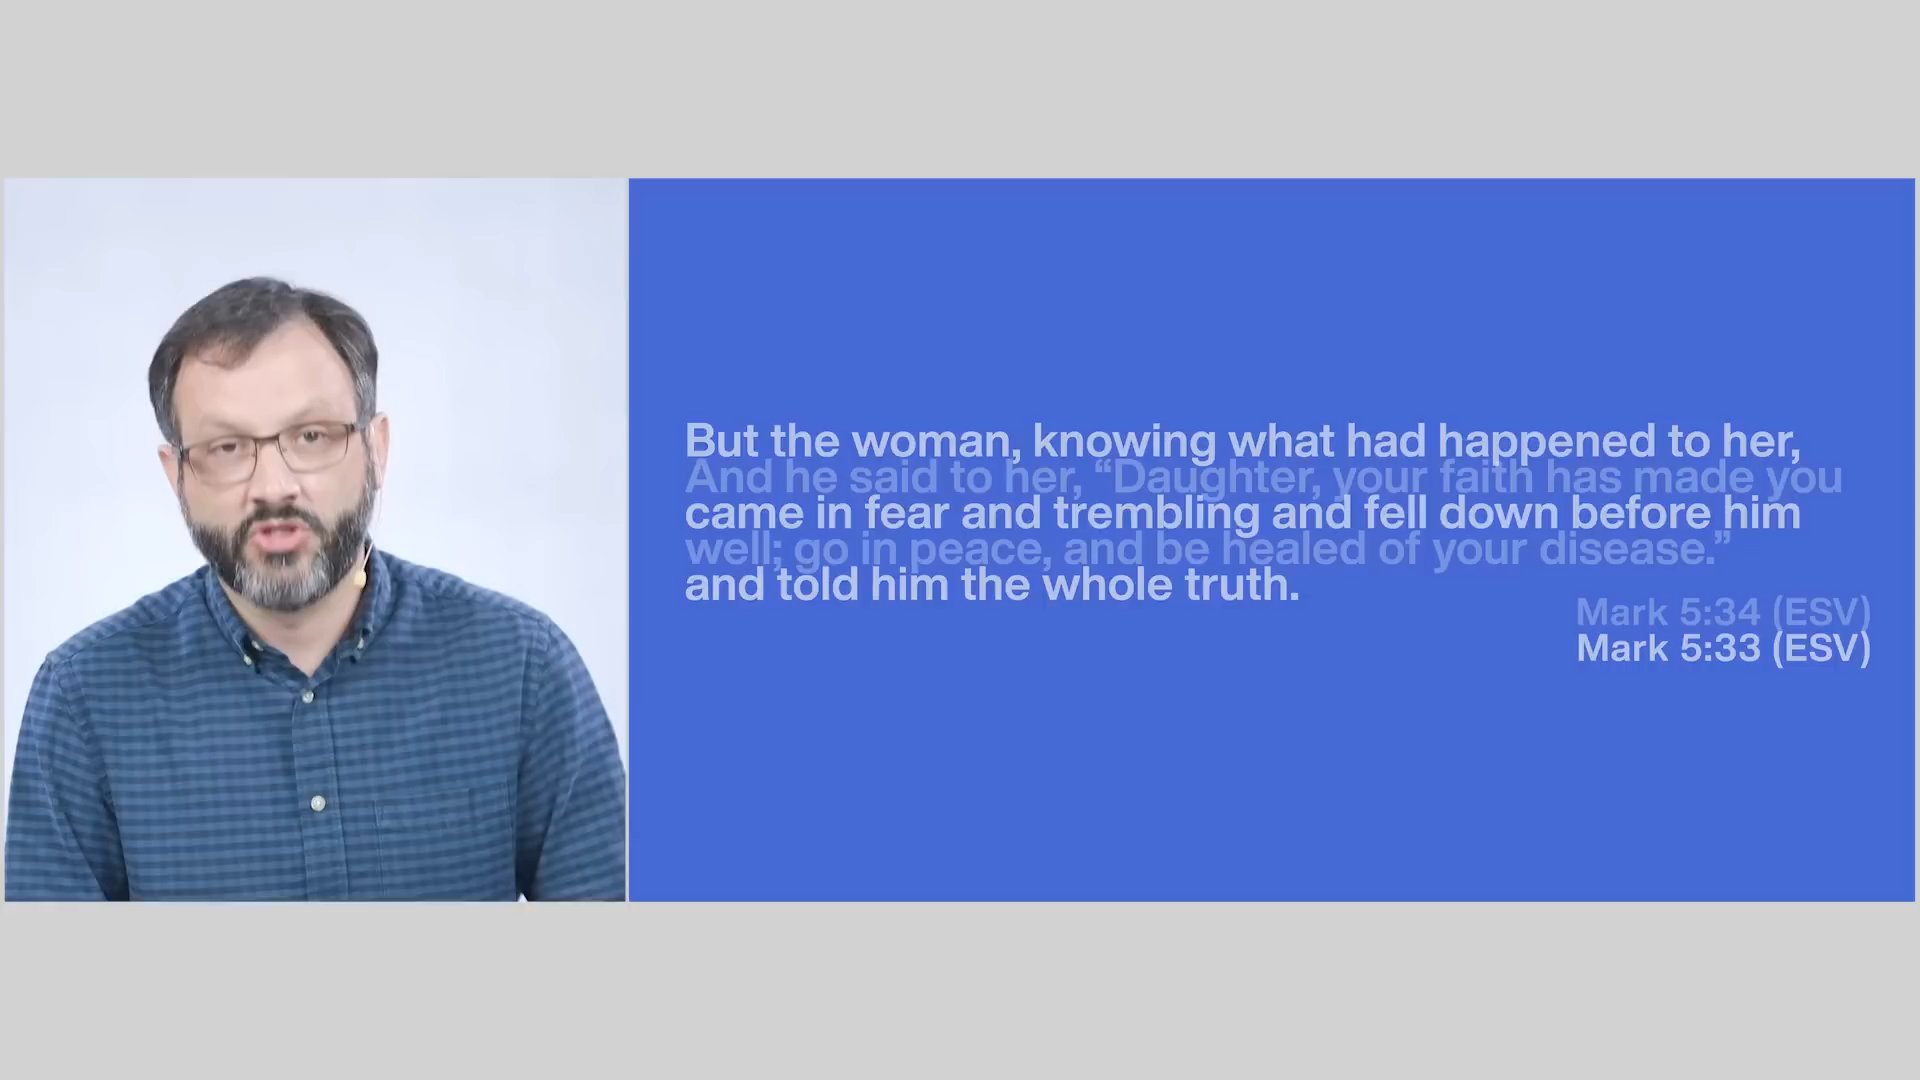 But the woman, knowing what had happened to her,
came in fear and trembling and fell down before him
and told him the whole truth.
Mark 5:33 (ESV)
And he said to her, “Daughter, your faith has made you
well; go in peace, and be healed of your disease.”
Mark 5:34 (ESV)